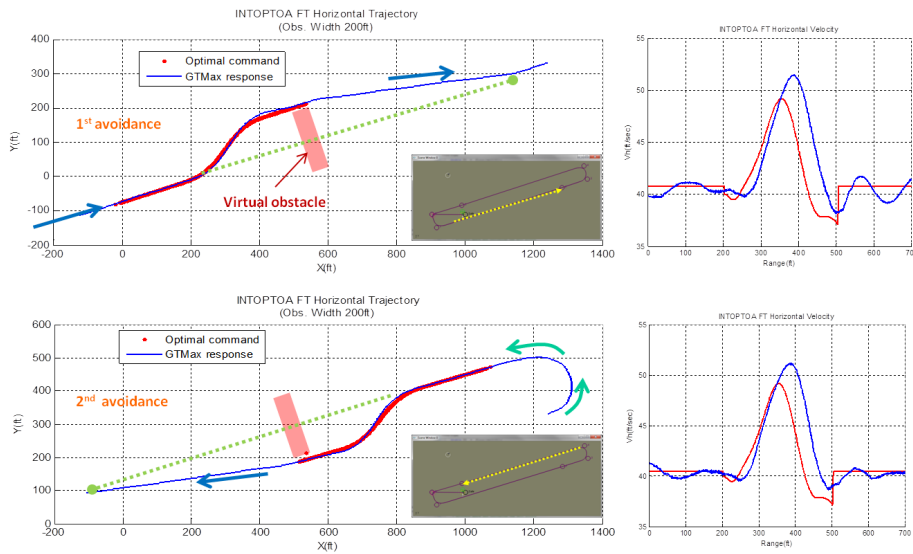 INTOPTOA FT Horizontal Trajectory
(Obs. Width 200ft)
400
300
200
100
0
-100
-200
Y(ft)
Optimal command
GTMax response
1st avoidance
Virtual obstacle
-200 0 200 400 600 800 1000 1200 1400
X(ft)
INTOPTOA FT Horizontal Velocity
55
50
45
40
35
Vh(ft/sec)
0 100 200 300 400 500 600 700
Range(ft)
INTOPTOA FT Horizontal Trajectory
(Obs. Width 200ft)
600
500
400
300
200
100
0
Y(ft)
Optimal command
GTMax response
2nd avoidance
-200 0 200 400 600 800 1000 1200 1400
X(ft)
INTOPTOA FT Horizontal Velocity
55
50
45
40
35
Vh(ft/sec)
0 100 200 300 400 500 600 700
Range(ft)